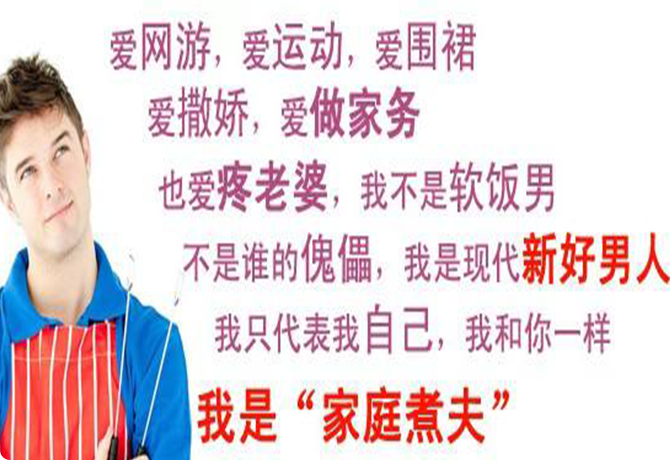 爱网游，爱运动，爱围裙
爱撒娇，爱做家务
也爱疼老婆，我不是软饭男
不是谁的傀儡，我是现代新好男人
我只代表我自己，我和你一样
我是“家庭煮夫”